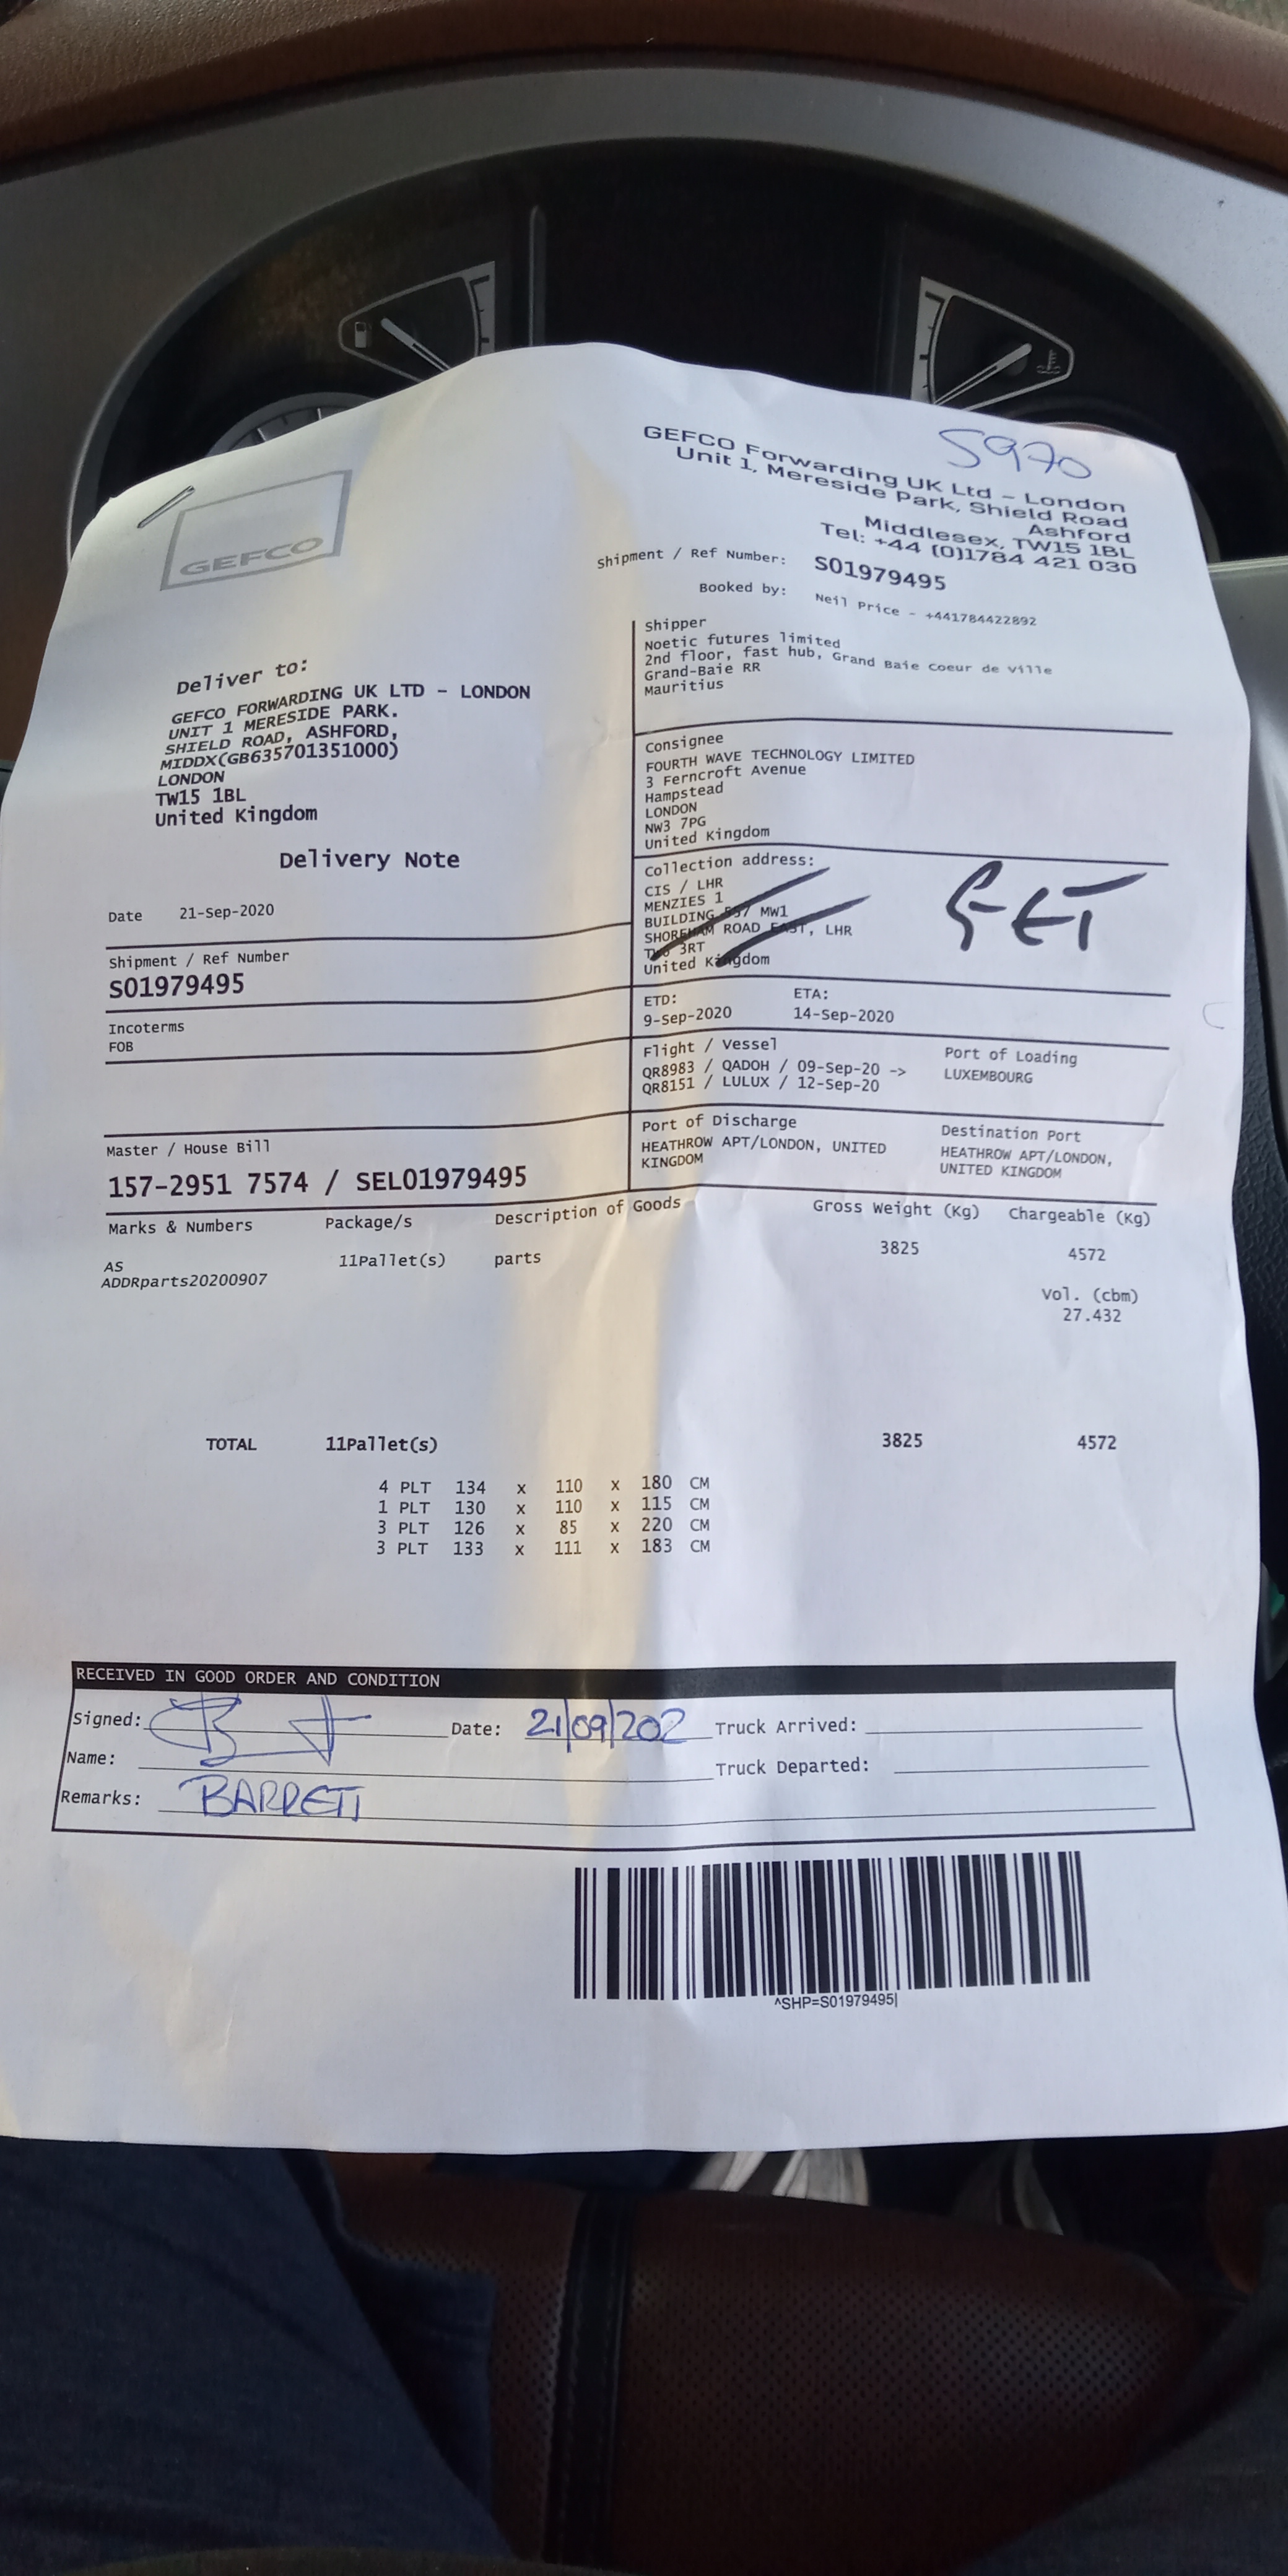 5970
GEFCO
GEFCO Forwarding UK Ltd - London
Unit 1, Mereside Park, Shield Road
Ashford
Middlesex, TW15 1BL
Tel: +44 (0)1784 421 030
Shipment / Ref Number: S01979495
Booked by: Neil Price - +441784422892
Deliver to:
GEFCO FORWARDING UK LTD - LONDON
UNIT 1 MERESIDE PARK.
SHIELD ROAD, ASHFORD,
MIDDX(GB635701351000)
LONDON
TW15 1BL
United Kingdom
Delivery Note
Date 21-Sep-2020
Shipment / Ref Number
S01979495
Incoterms
FOB
Master / House Bill
157-2951 7574 / SEL01979495
Shipper
Noetic futures limited
2nd floor, fast hub, Grand Baie Coeur de Ville
Grand-Baie RR
Mauritius
Consignee
FOURTH WAVE TECHNOLOGY LIMITED
3 Ferncroft Avenue
Hampstead
LONDON
NW3 7PG
United Kingdom
Collection address:
CIS / LHR
MENZIES 1
BUILDING 557 MW1
SHOREHAM ROAD EAST, LHR
TW6 3RT
United Kingdom
ETD: ETA:
9-Sep-2020 14-Sep-2020
Flight / Vessel Port of Loading
QR8983 / QADOH / 09-Sep-20 -> LUXEMBOURG
QR8151 / LULUX / 12-Sep-20
Port of Discharge Destination Port
HEATHROW APT/LONDON, UNITED HEATHROW APT/LONDON,
KINGDOM UNITED KINGDOM
Marks & Numbers Package/s Description of Goods Gross Weight (Kg) Chargeable (Kg)
AS 11Pallet(s) parts 3825 4572
ADDRparts20200907
Vol. (cbm)
27.432
TOTAL 11Pallet(s) 3825 4572
4 PLT 134 x 110 x 180 CM
1 PLT 130 x 110 x 115 CM
3 PLT 126 x 85 x 220 CM
3 PLT 133 x 111 x 183 CM
RECEIVED IN GOOD ORDER AND CONDITION
Signed: Date: 21/09/202 Truck Arrived:
Name: Truck Departed:
Remarks: BARRETT
^SHP=S01979495|